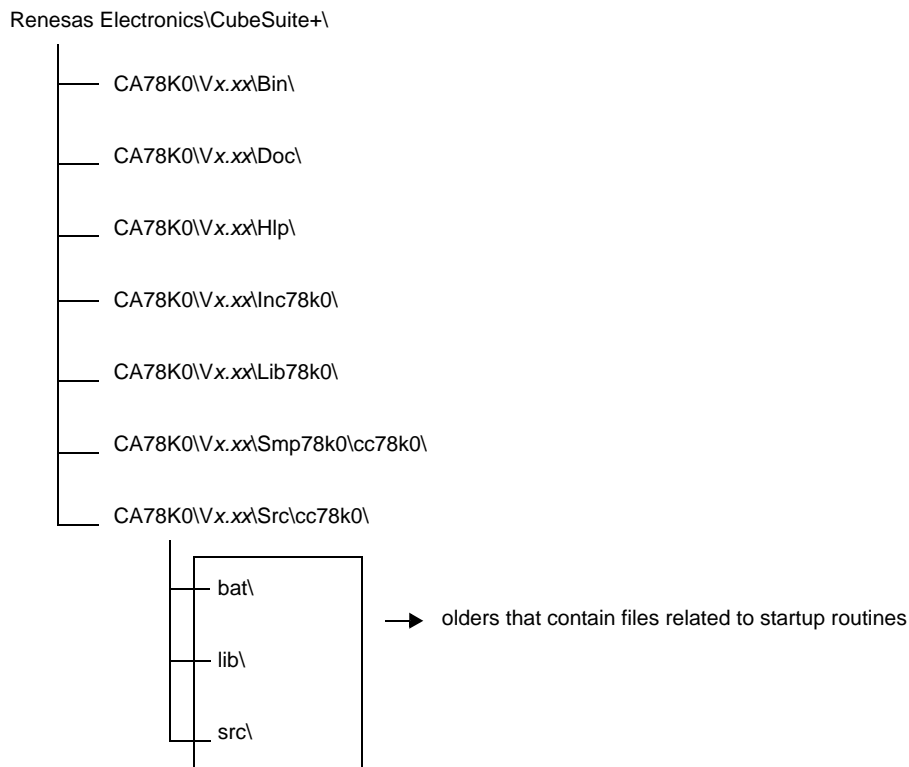 Renesas Electronics\CubeSuite+\
CA78K0\Vx.xx\Bin\
CA78K0\Vx.xx\Doc\
CA78K0\Vx.xx\Hlp\
CA78K0\Vx.xx\Inc78k0\
CA78K0\Vx.xx\Lib78k0\
CA78K0\Vx.xx\Smp78k0\cc78k0\
CA78K0\Vx.xx\Src\cc78k0\
bat\
olders that contain files related to startup routines
lib\
src\